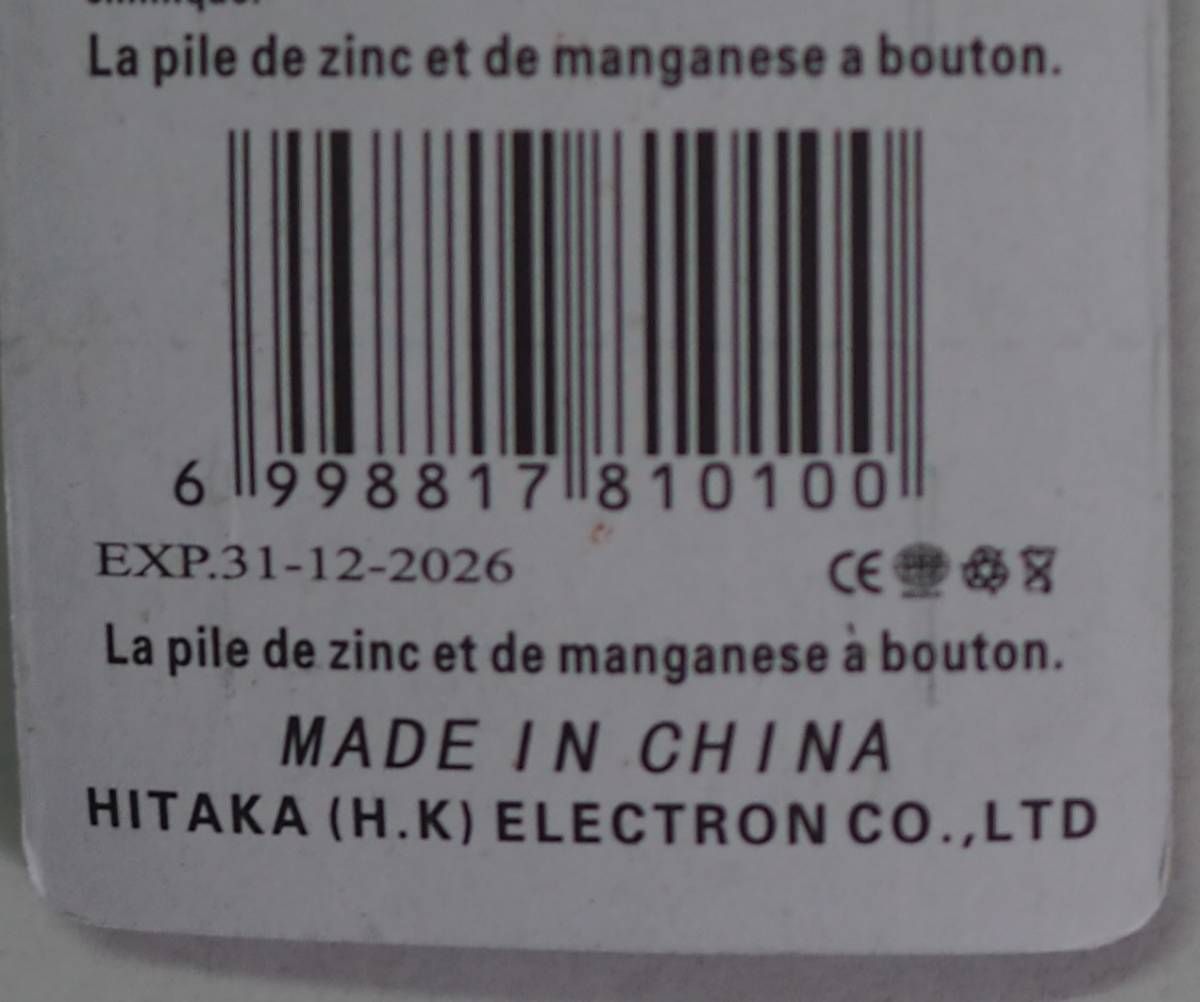 La pile de zinc et de manganese a bouton.
6 998817 810100
EXP.31-12-2026
CE
La pile de zinc et de manganese à bouton.
MADE IN CHINA
HITAKA (H.K) ELECTRON CO.,LTD